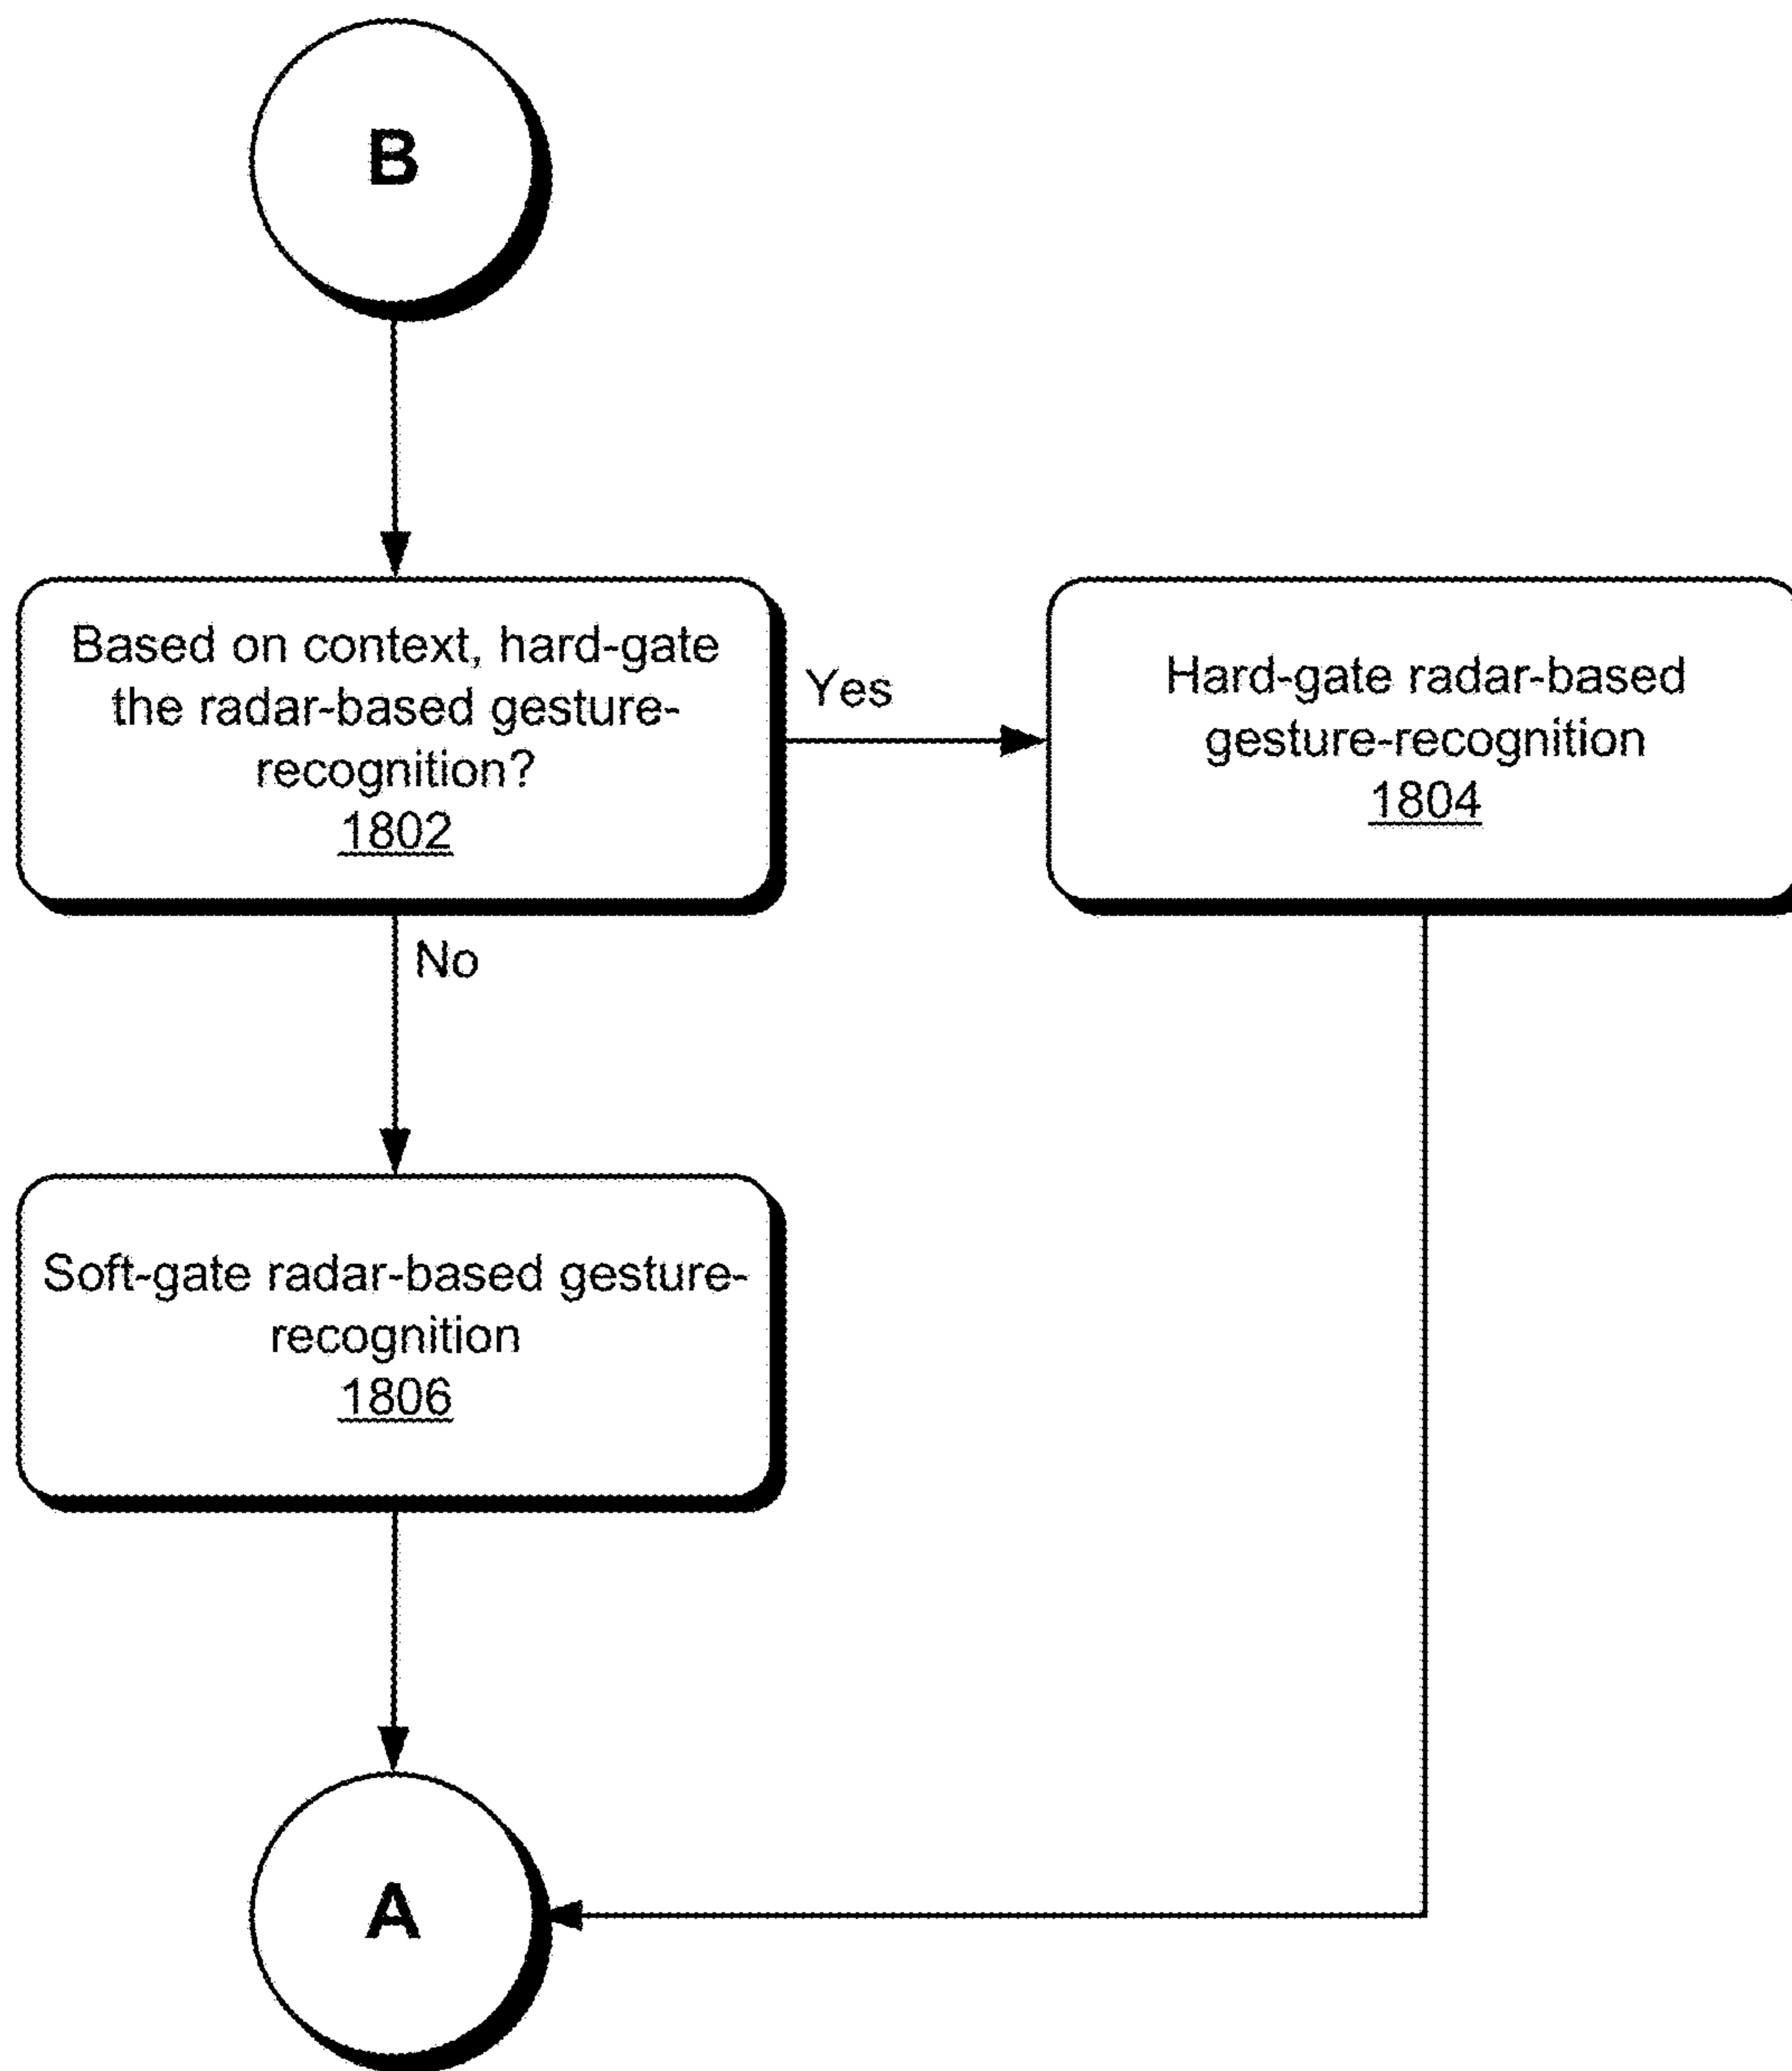 B
Based on context, hard-gate
the radar-based gesture-
recognition?
1802
Yes
Hard-gate radar-based
gesture-recognition
1804
No
Soft-gate radar-based gesture-
recognition
1806
A